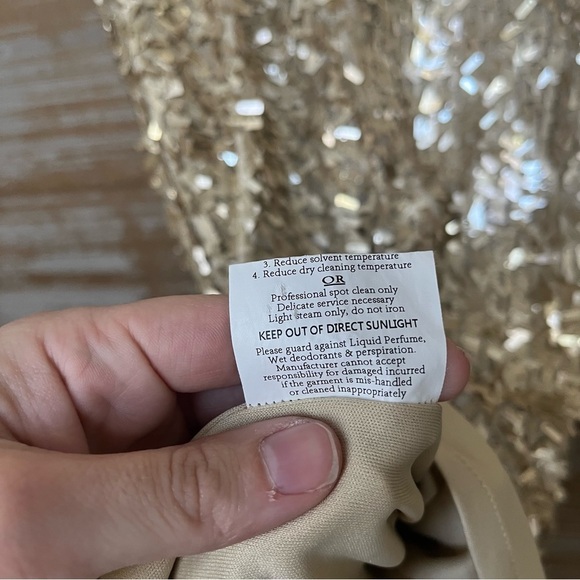 3. Reduce solvent temperature
4. Reduce dry cleaning temperature
OR
Professional spot clean only
Delicate service necessary
Light steam only, do not iron
KEEP OUT OF DIRECT SUNLIGHT
Please guard against Liquid Perfume,
Wet deodorants & perspiration.
Manufacturer cannot accept
responsibility for damaged incurred
if the garment is mis-handled
or cleaned inappropriately